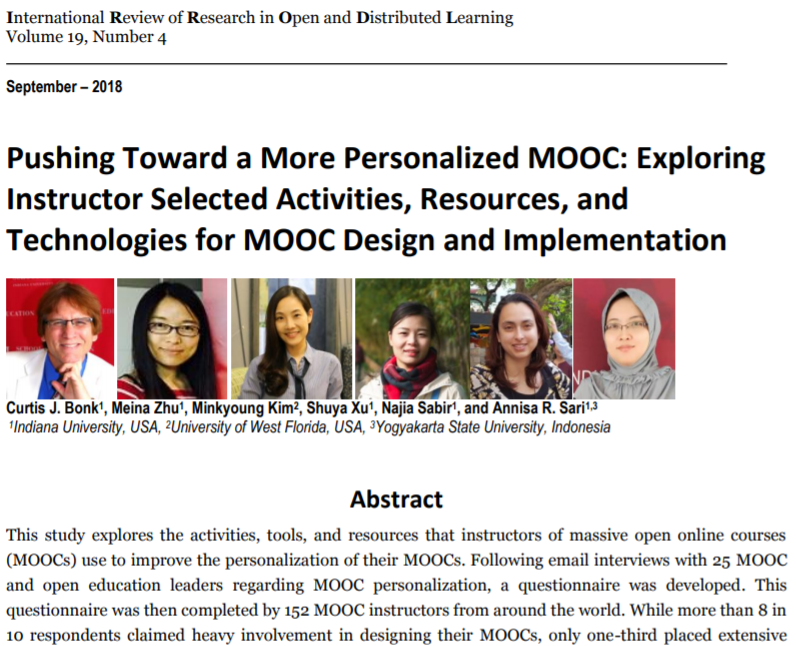 International Review of Research in Open and Distributed Learning
Volume 19, Number 4
September – 2018
Pushing Toward a More Personalized MOOC: Exploring
Instructor Selected Activities, Resources, and
Technologies for MOOC Design and Implementation
Curtis J. Bonk¹, Meina Zhu¹, Minkyoung Kim², Shuya Xu¹, Najia Sabir¹, and Annisa R. Sari¹,³
¹Indiana University, USA, ²University of West Florida, USA, ³Yogyakarta State University, Indonesia
Abstract
This study explores the activities, tools, and resources that instructors of massive open online courses
(MOOCs) use to improve the personalization of their MOOCs. Following email interviews with 25 MOOC
and open education leaders regarding MOOC personalization, a questionnaire was developed. This
questionnaire was then completed by 152 MOOC instructors from around the world. While more than 8 in
10 respondents claimed heavy involvement in designing their MOOCs, only one-third placed extensive